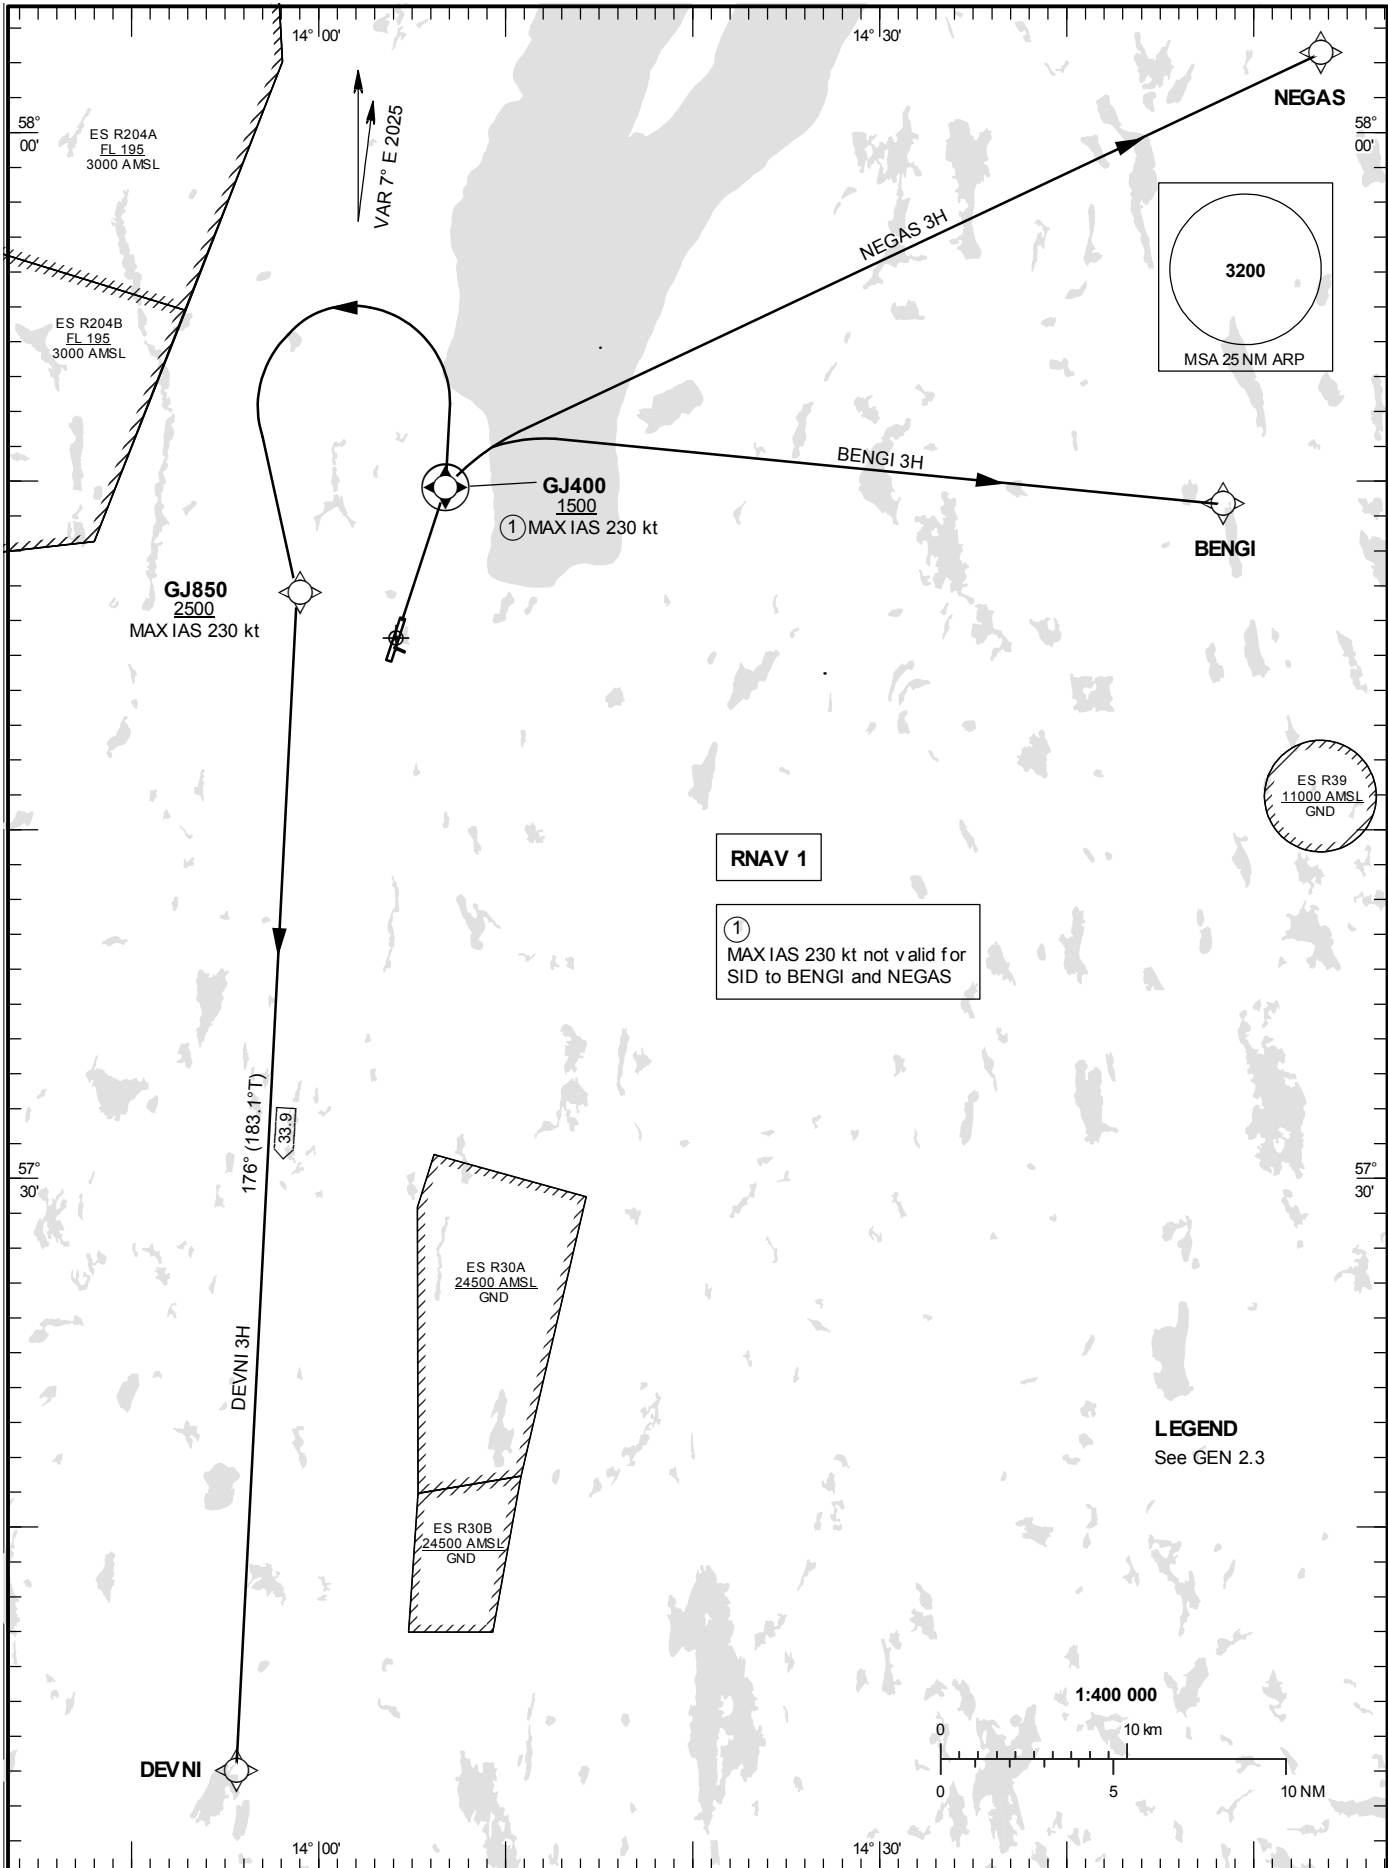 14° 00'
14° 30'
NEGAS
58°
00'
58°
00'
ES R204A
FL 195
3000 AMSL
VAR 7° E 2025
NEGAS 3H
3200
MSA 25 NM ARP
ES R204B
FL 195
3000 AMSL
BENGI 3H
GJ400
1500
1 MAX IAS 230 kt
BENGI
GJ850
2500
MAX IAS 230 kt
ES R39
11000 AMSL
GND
RNAV 1
1
MAX IAS 230 kt not valid for
SID to BENGI and NEGAS
176° (183.1°T)
33.9
57°
30'
57°
30'
ES R30A
24500 AMSL
GND
DEVNI 3H
LEGEND
See GEN 2.3
ES R30B
24500 AMSL
GND
1:400 000
0 10 km
0 5 10 NM
DEVNI
14° 00'
14° 30'